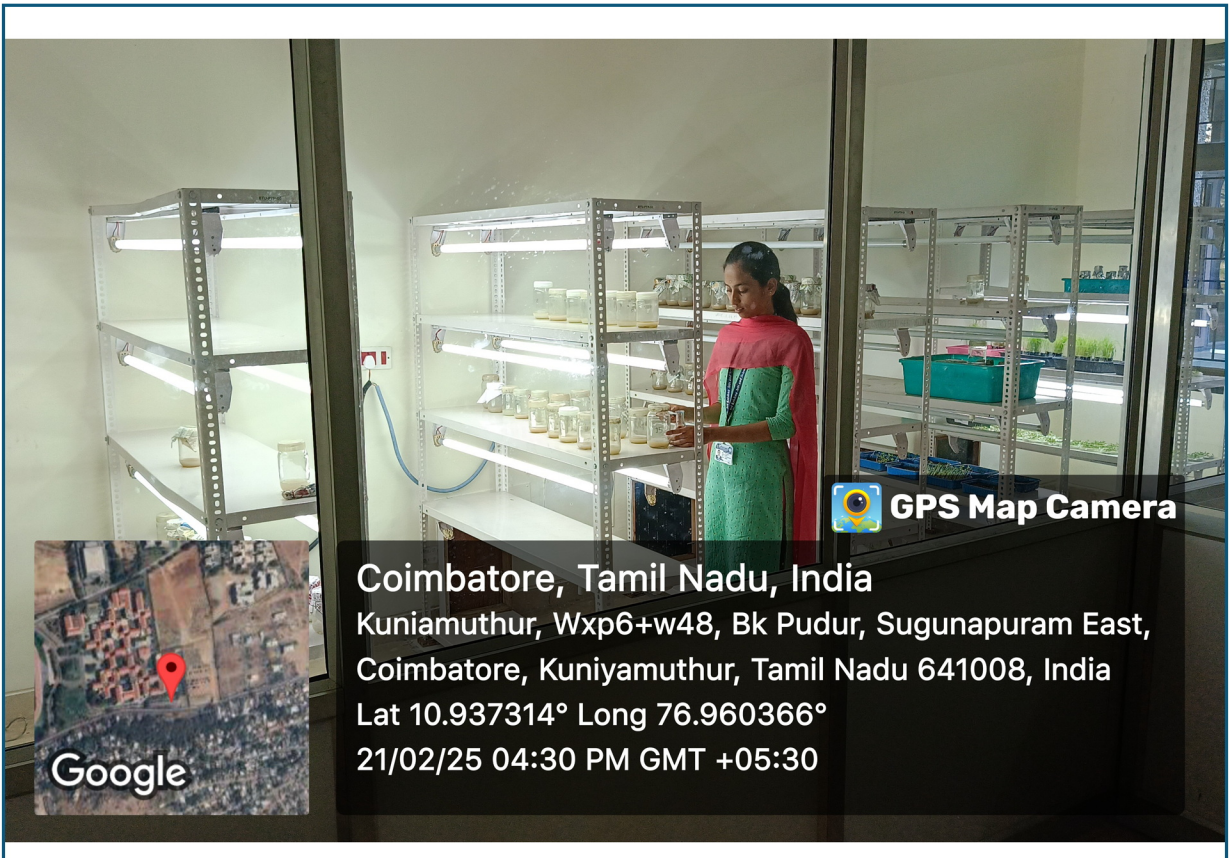 GPS Map Camera
Coimbatore, Tamil Nadu, India
Kuniamuthur, Wxp6+w48, Bk Pudur, Sugunapuram East,
Coimbatore, Kuniyamuthur, Tamil Nadu 641008, India
Lat 10.937314° Long 76.960366°
21/02/25 04:30 PM GMT +05:30
Google